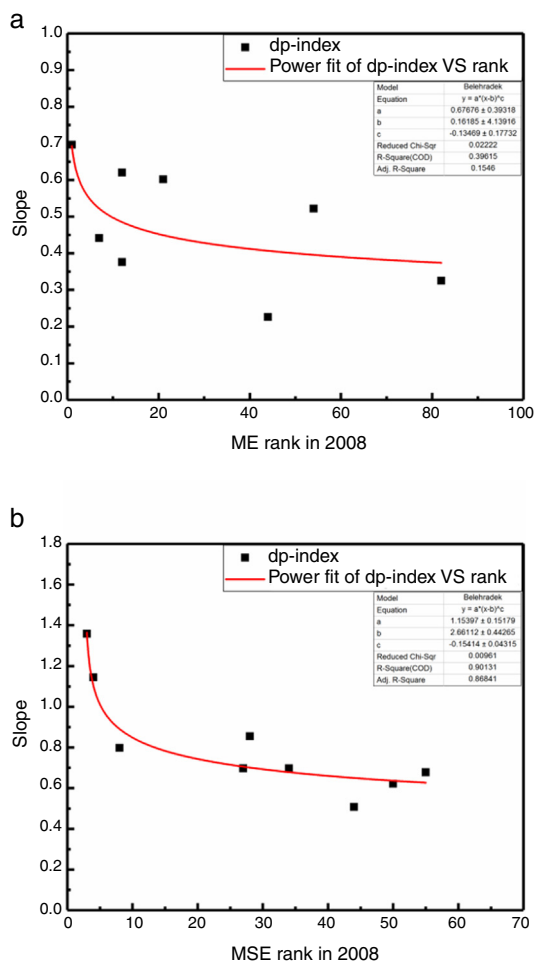 a
1.0
0.9
0.8
0.7
0.6
0.5
0.4
0.3
0.2
0.1
0.0
Slope
dp-index
Power fit of dp-index VS rank
Model Belehradek
Equation y = a*(x-b)^c
a 0.67676 ± 0.39318
b 0.16185 ± 4.13916
c -0.13469 ± 0.17732
Reduced Chi-Sqr 0.02222
R-Square(COD) 0.39615
Adj. R-Square 0.1546
0 20 40 60 80 100
ME rank in 2008
b
1.8
1.6
1.4
1.2
1.0
0.8
0.6
0.4
0.2
0.0
Slope
dp-index
Power fit of dp-index VS rank
Model Belehradek
Equation y = a*(x-b)^c
a 1.15397 ± 0.15179
b 2.66112 ± 0.44265
c -0.15414 ± 0.04315
Reduced Chi-Sqr 0.00961
R-Square(COD) 0.90131
Adj. R-Square 0.86841
0 10 20 30 40 50 60 70
MSE rank in 2008